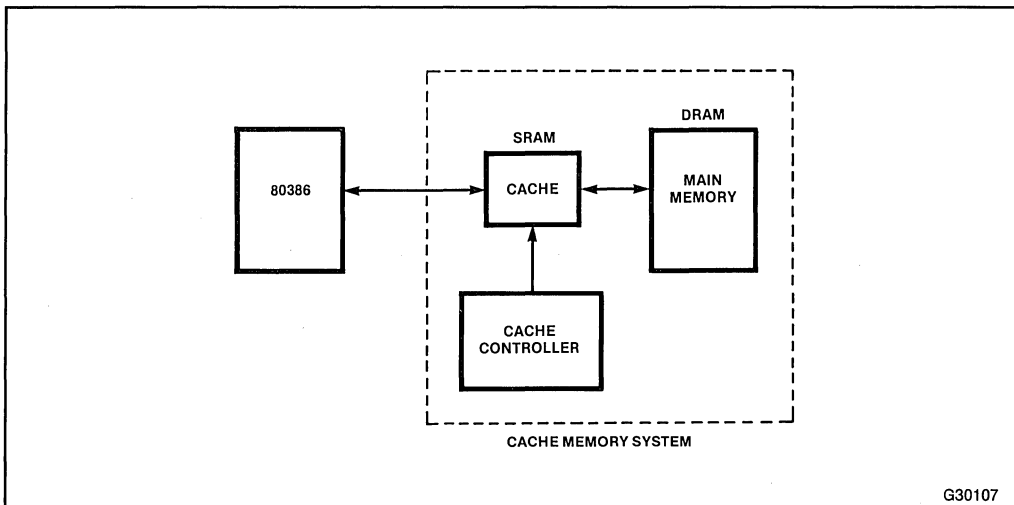 80386
SRAM
CACHE
DRAM
MAIN
MEMORY
CACHE
CONTROLLER
CACHE MEMORY SYSTEM
G30107